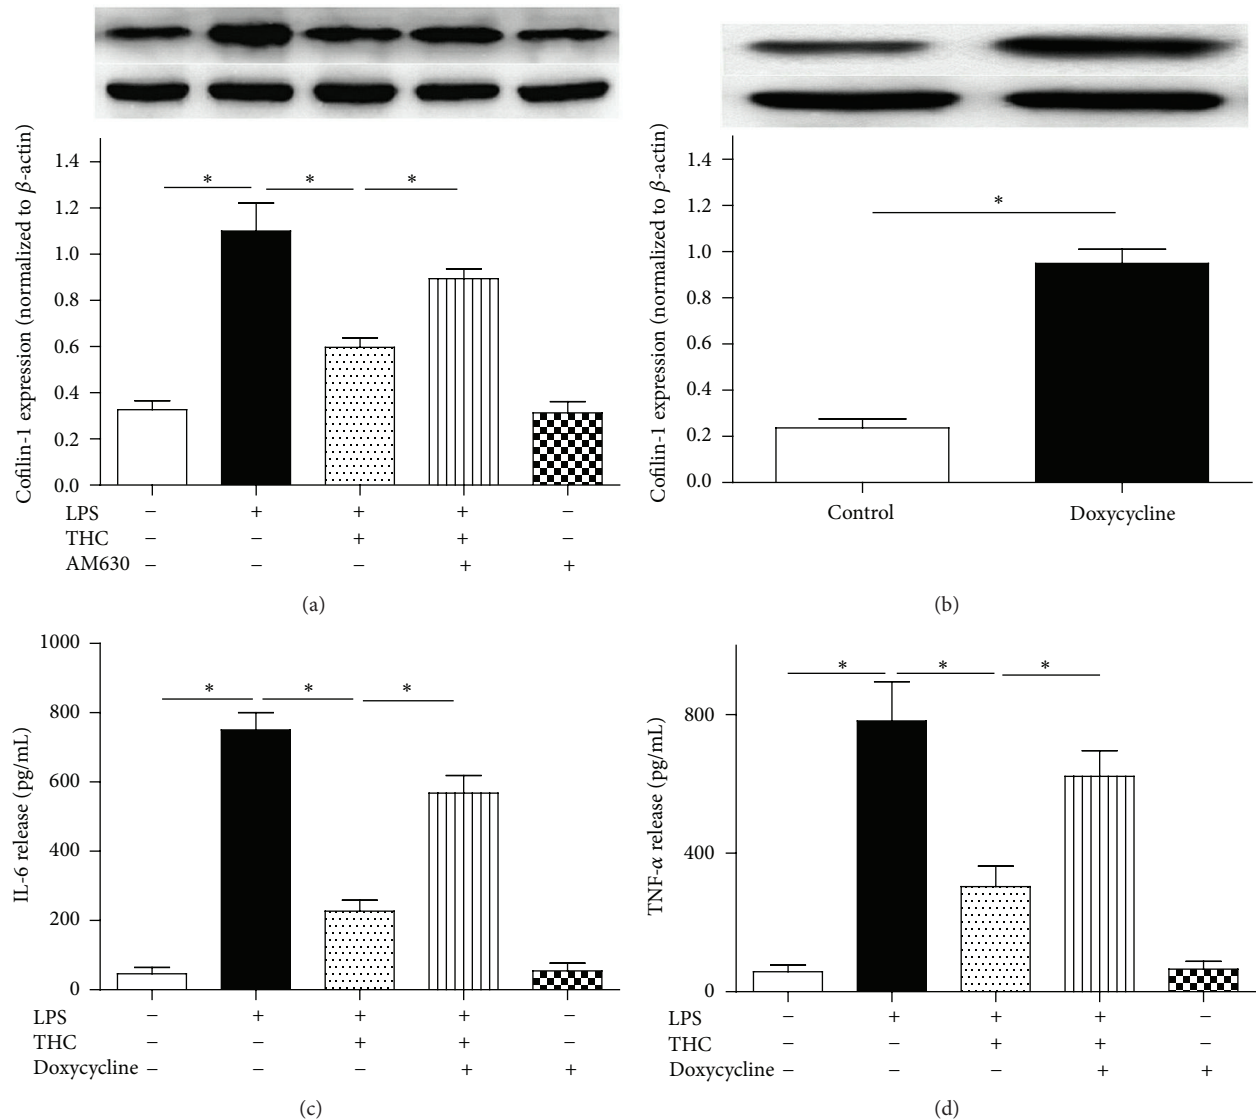 Cofilin-1 expression (normalized to β-actin)
1.4
1.2
1.0
0.8
0.6
0.4
0.2
0.0
* * *
LPS − + + + −
THC − − + + −
AM630 − − − + +
(a)
Cofilin-1 expression (normalized to β-actin)
1.4
1.2
1.0
0.8
0.6
0.4
0.2
0.0
*
Control Doxycycline
(b)
IL-6 release (pg/mL)
1000
800
600
400
200
0
* * *
LPS − + + + −
THC − − + + −
Doxycycline − − − + +
(c)
TNF-α release (pg/mL)
800
400
0
* * *
LPS − + + + −
THC − − + + −
Doxycycline − − − + +
(d)